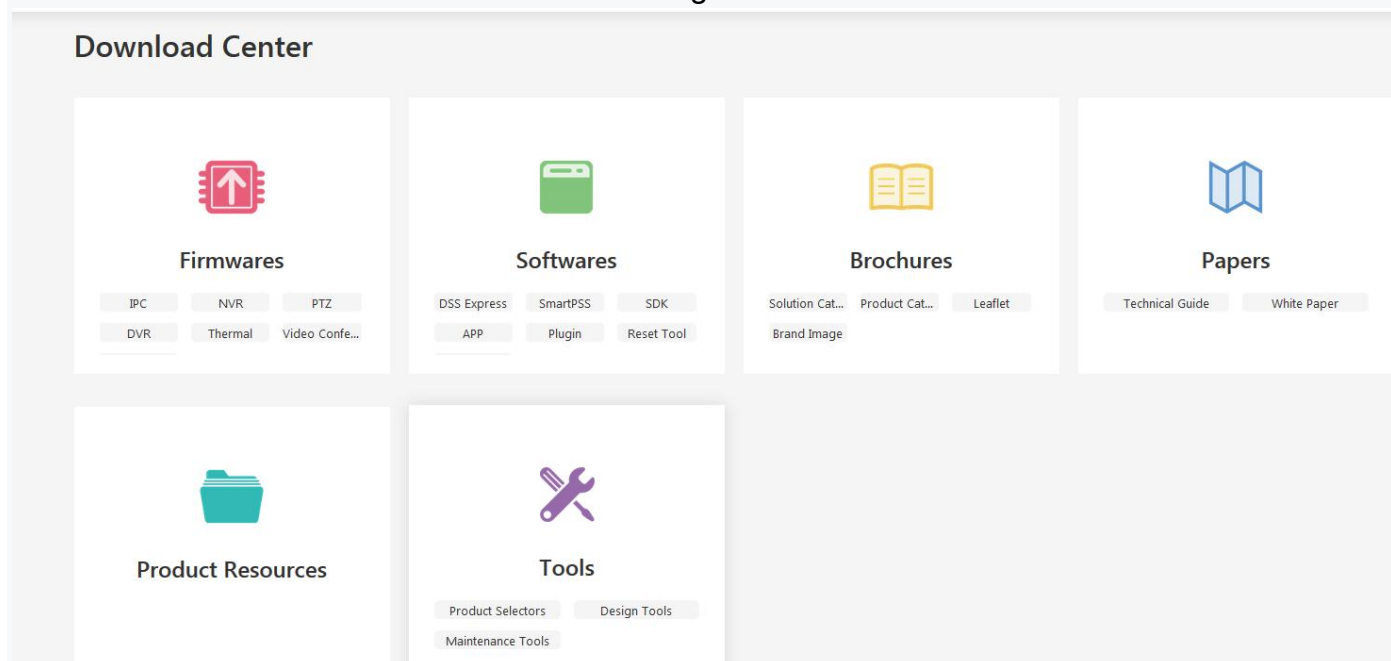 Download Center
Firmwares
IPC NVR PTZ
DVR Thermal Video Confe...
Softwares
DSS Express SmartPSS SDK
APP Plugin Reset Tool
Brochures
Solution Cat... Product Cat... Leaflet
Brand Image
Papers
Technical Guide White Paper
Product Resources
Tools
Product Selectors Design Tools
Maintenance Tools